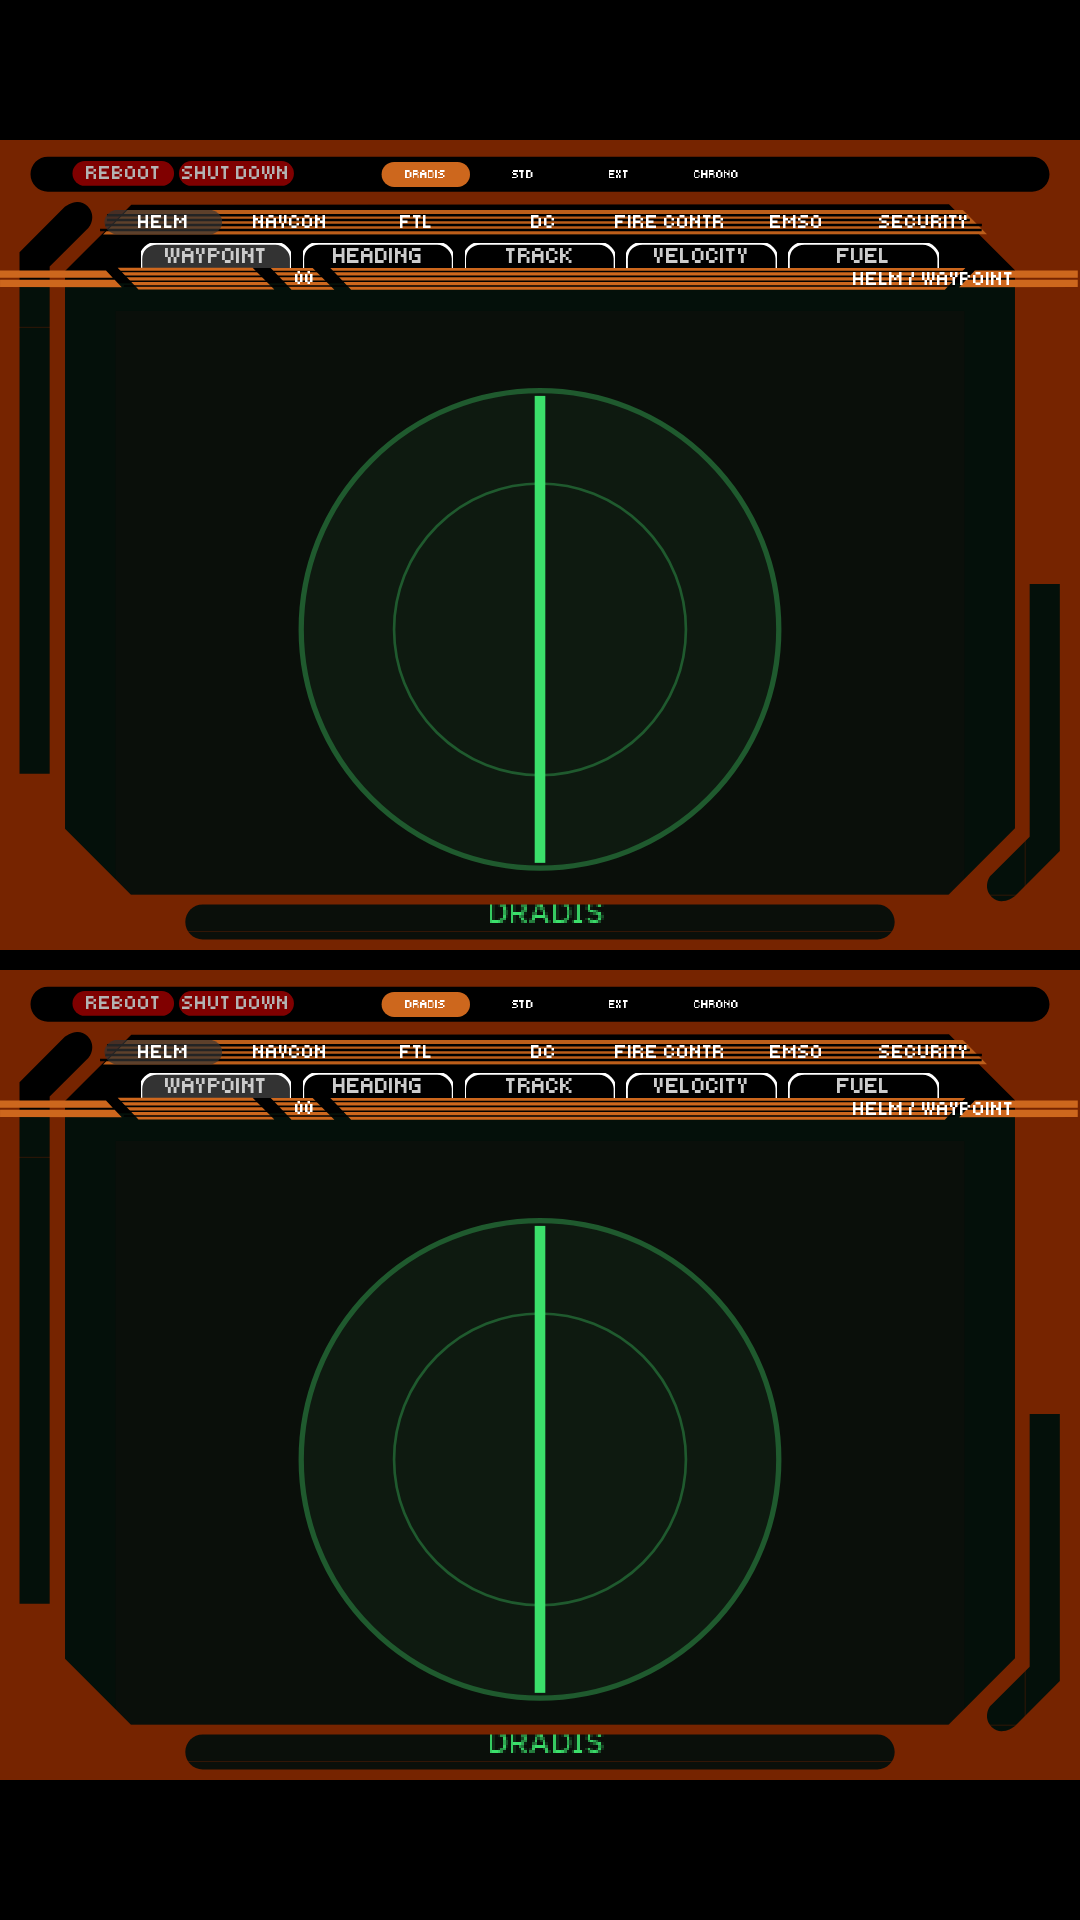 REBOOT SHUT DOWN DRADIS STD EXT CHRONO
HELM NAVCON FTL DC FIRE CONTR EMSO SECURITY
WAYPOINT HEADING TRACK VELOCITY FUEL
00 HELM / WAYPOINT
DRADIS
REBOOT SHUT DOWN DRADIS STD EXT CHRONO
HELM NAVCON FTL DC FIRE CONTR EMSO SECURITY
WAYPOINT HEADING TRACK VELOCITY FUEL
00 HELM / WAYPOINT
DRADIS